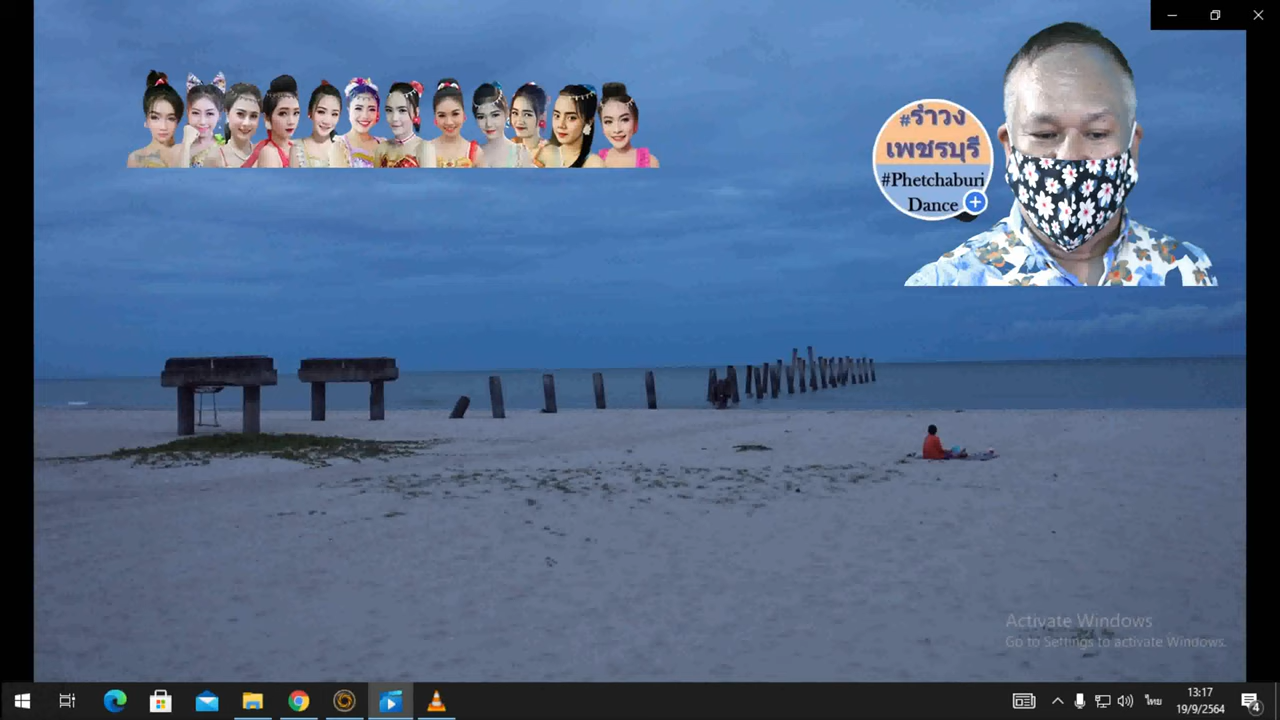 #รำวง
เพชรบุรี
#Phetchaburi
Dance
Activate Windows
Go to Settings to activate Windows.
ไทย
13:17
19/9/2564
4